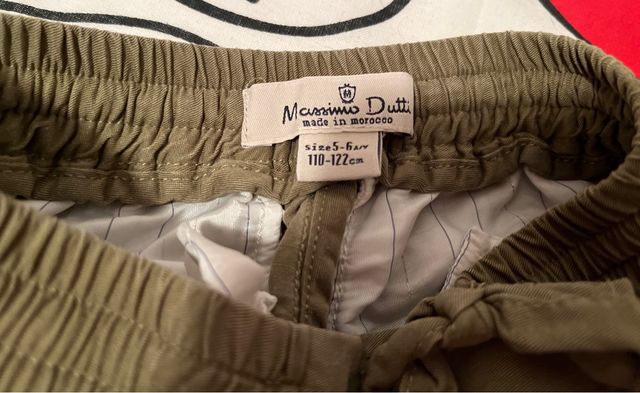 Massimo Dutti
made in morocco
size 5-6 A/Y
110-122cm